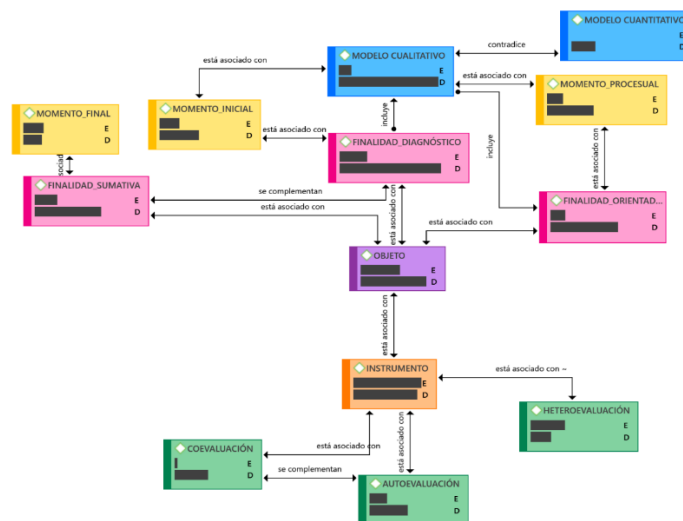 MODELO CUANTITATIVO
E
D
contradice
MODELO CUALITATIVO
E
D
está asociado con
está asociado con
MOMENTO_PROCESUAL
E
D
MOMENTO_INICIAL
E
D
MOMENTO_FINAL
E
D
incluye
está asociado con
FINALIDAD_DIAGNÓSTICO
E
D
incluye
está asociado con
asociad
FINALIDAD_SUMATIVA
E
D
se complementan
está asociado con
está asociado con
está asociado con
FINALIDAD_ORIENTAD...
E
D
OBJETO
E
D
está asociado con
INSTRUMENTO
E
D
está asociado con –
HETEROEVALUACIÓN
E
D
COEVALUACIÓN
E
D
está asociado con
está asociado con
se complementan
AUTOEVALUACIÓN
E
D